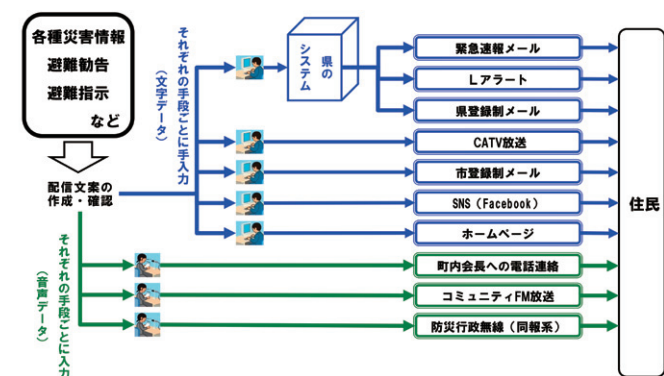 各種災害情報
避難勧告
避難指示
など
配信文案の
作成・確認
それぞれの手段ごとに手入力
（文字データ）
県の
システム
緊急速報メール
Lアラート
県登録制メール
CATV放送
市登録制メール
SNS（Facebook）
ホームページ
それぞれの手段ごとに入力
（音声データ）
町内会長への電話連絡
コミュニティFM放送
防災行政無線（同報系）
住民